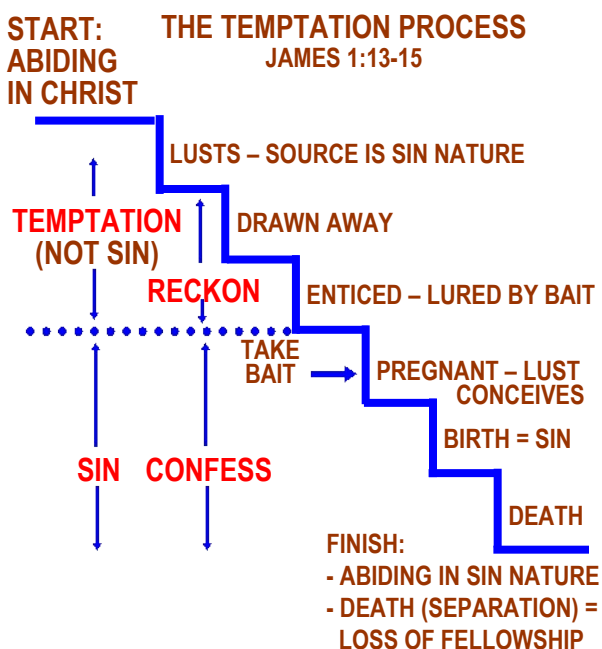 START:
ABIDING
IN CHRIST
THE TEMPTATION PROCESS
JAMES 1:13-15
LUSTS – SOURCE IS SIN NATURE
TEMPTATION
(NOT SIN)
DRAWN AWAY
RECKON
ENTICED – LURED BY BAIT
TAKE
BAIT
PREGNANT – LUST
CONCEIVES
BIRTH = SIN
SIN
CONFESS
DEATH
FINISH:
- ABIDING IN SIN NATURE
- DEATH (SEPARATION) =
LOSS OF FELLOWSHIP